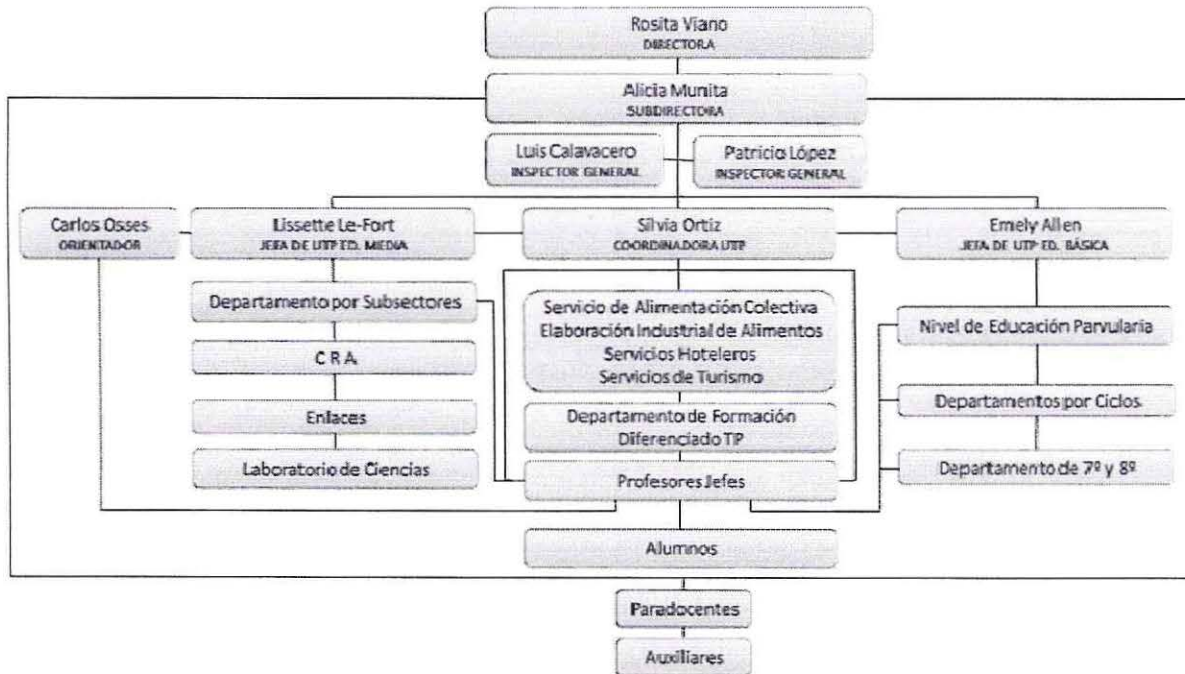 Rosita Viano
DIRECTORA
Alicia Munita
SUBDIRECTORA
Luis Calavacero
INSPECTOR GENERAL
Patricio López
INSPECTOR GENERAL
Carlos Osses
ORIENTADOR
Lissette Le-Fort
JEFA DE UTP ED. MEDIA
Silvia Ortiz
COORDINADORA UTP
Emely Allen
JEFA DE UTP ED. BÁSICA
Departamento por Subsectores
C R A
Enlaces
Laboratorio de Ciencias
Servicio de Alimentación Colectiva
Elaboración Industrial de Alimentos
Servicios Hoteleros
Servicios de Turismo
Departamento de Formación
Diferenciado TP
Profesores Jefes
Nivel de Educación Parvularia
Departamentos por Ciclos
Departamento de 7º y 8º
Alumnos
Paradocentes
Auxiliares